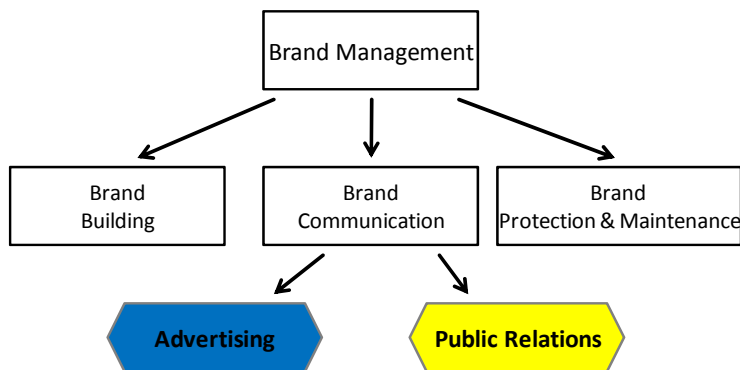 Brand Management
Brand
Building
Brand
Communication
Brand
Protection & Maintenance
Advertising
Public Relations